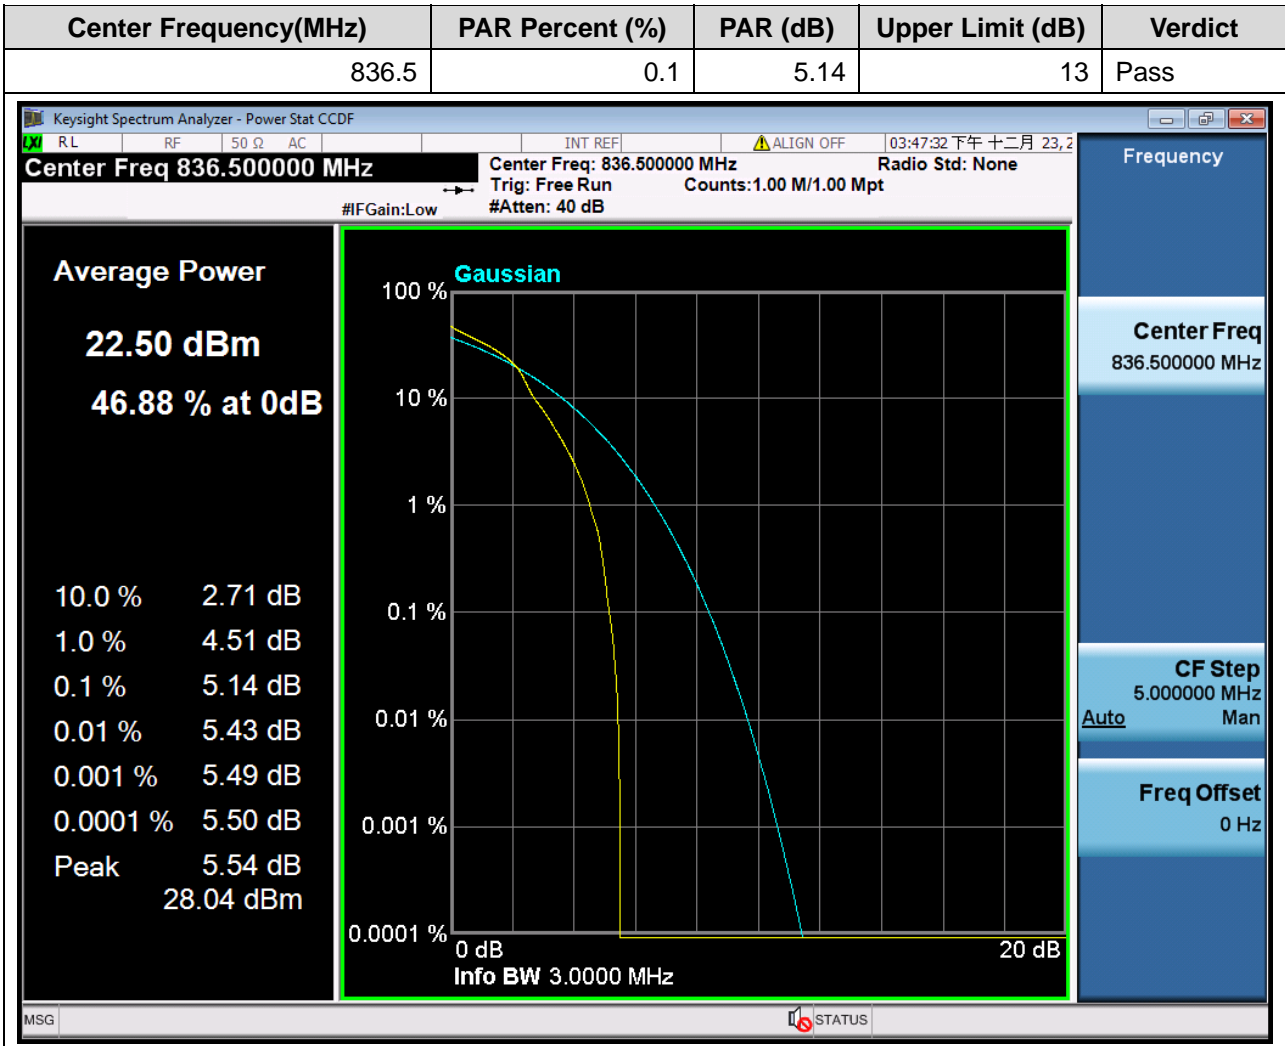 Center Frequency(MHz) PAR Percent (%) PAR (dB) Upper Limit (dB) Verdict
836.5 0.1 5.14 13 Pass
Keysight Spectrum Analyzer - Power Stat CCDF
LXI RL RF 50 Ω AC INT REF ALIGN OFF 03:47:32 下午 十二月 23, 2
Center Freq 836.500000 MHz
Center Freq: 836.500000 MHz Radio Std: None
Trig: Free Run Counts:1.00 M/1.00 Mpt
#IFGain:Low #Atten: 40 dB
Average Power
22.50 dBm
46.88 % at 0dB
10.0 % 2.71 dB
1.0 % 4.51 dB
0.1 % 5.14 dB
0.01 % 5.43 dB
0.001 % 5.49 dB
0.0001 % 5.50 dB
Peak 5.54 dB
28.04 dBm
Gaussian
100 %
10 %
1 %
0.1 %
0.01 %
0.001 %
0.0001 %
0 dB 20 dB
Info BW 3.0000 MHz
Frequency
Center Freq
836.500000 MHz
CF Step
5.000000 MHz
Auto Man
Freq Offset
0 Hz
MSG STATUS